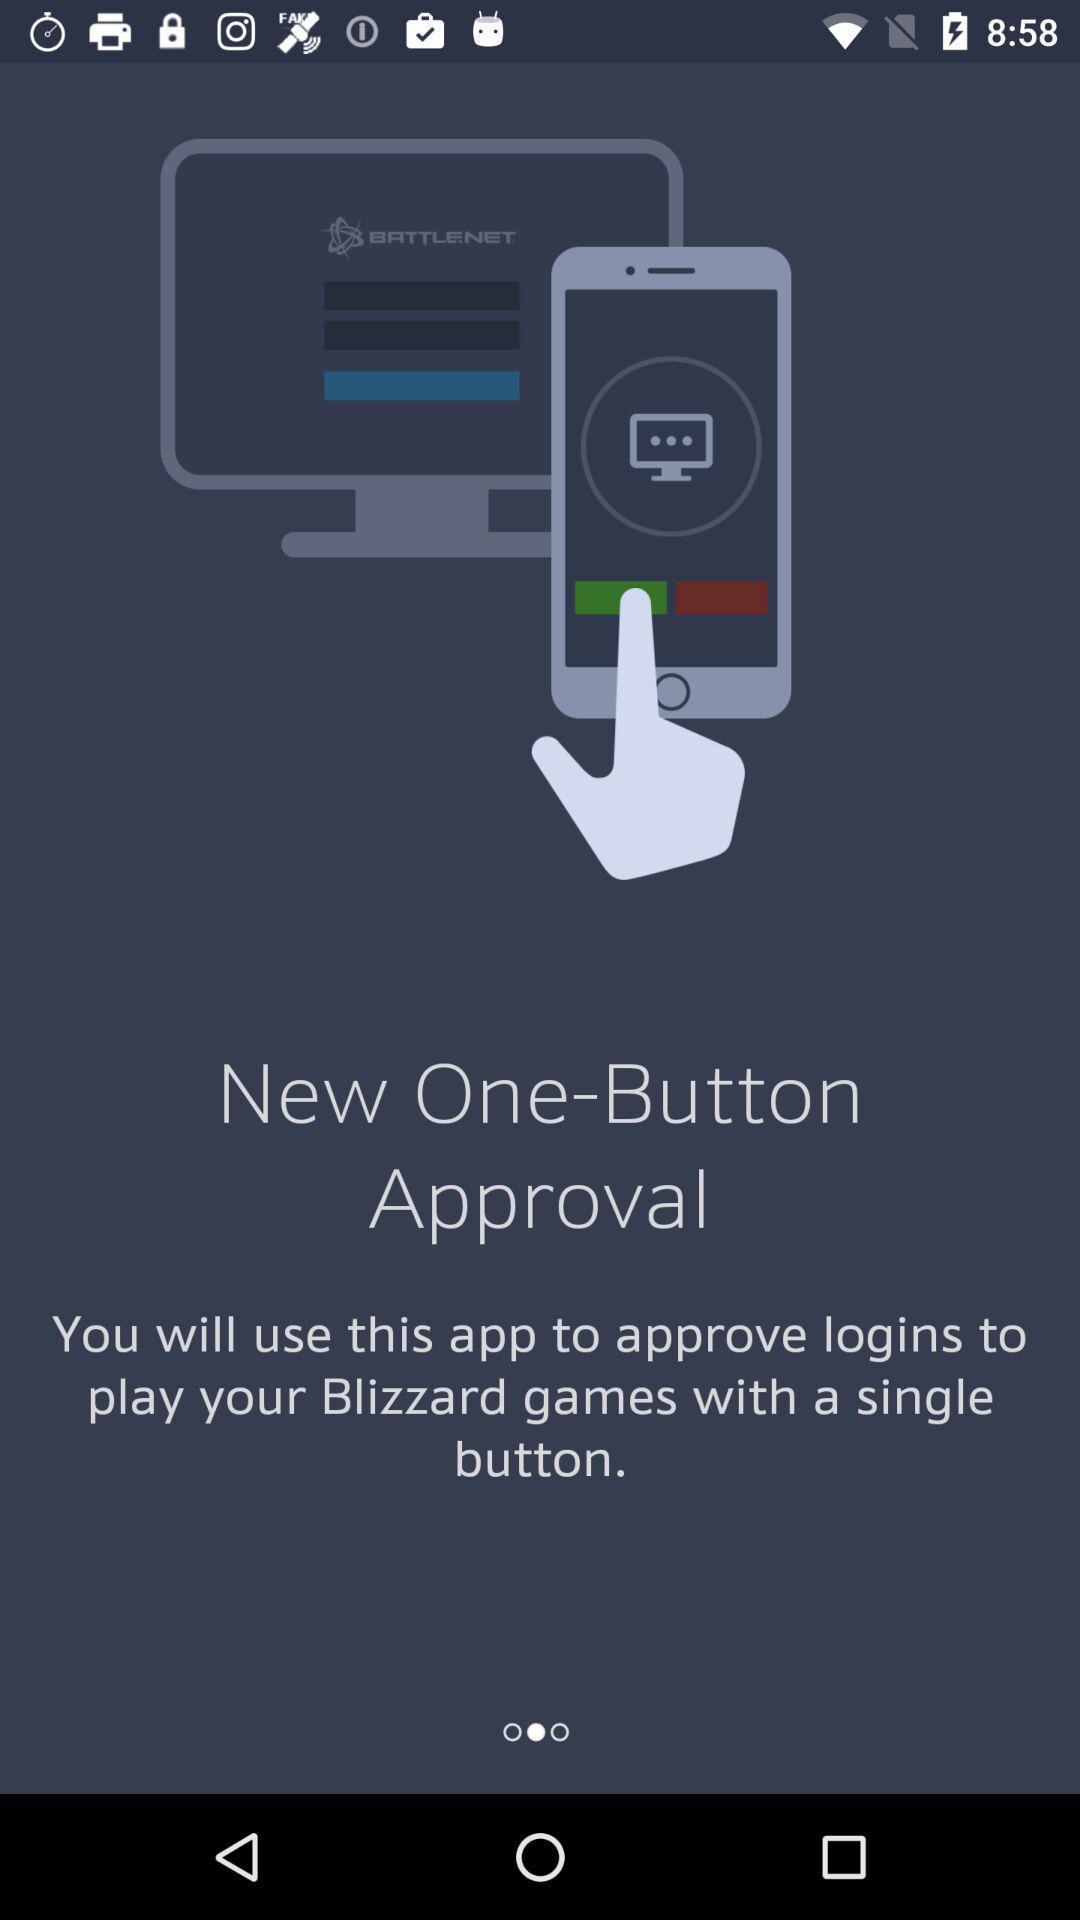 FAKE
8:58
BATTLE.NET
New One-Button
Approval
You will use this app to approve logins to
play your Blizzard games with a single
button.